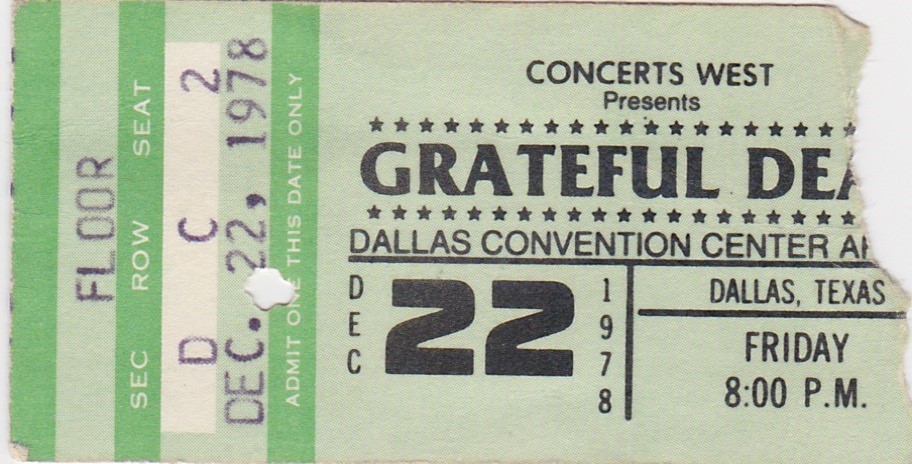 FLOOR
SEC ROW SEAT
D C 2
DEC. 22, 1978
ADMIT ONE THIS DATE ONLY
CONCERTS WEST
Presents
GRATEFUL DEA
DALLAS CONVENTION CENTER A
DEC 22 1978
DALLAS, TEXAS
FRIDAY
8:00 P.M.